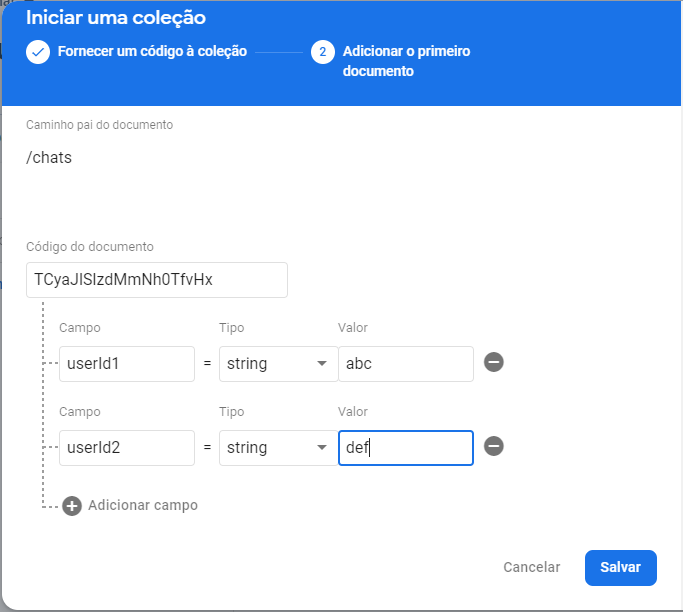 Iniciar uma coleção
Fornecer um código à coleção
2
Adicionar o primeiro
documento
Caminho pai do documento
/chats
Código do documento
TCyaJISlzdMmNh0TfvHx
Campo Tipo Valor
userId1 = string abc
Campo Tipo Valor
userId2 = string def
Adicionar campo
Cancelar Salvar